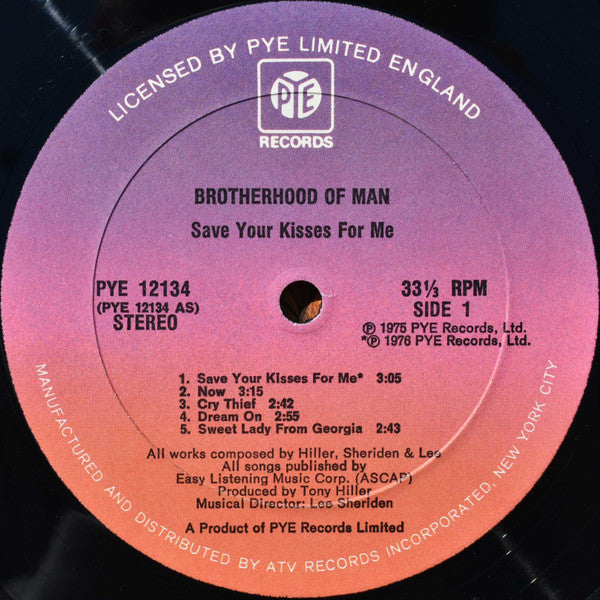 LICENSED BY PYE LIMITED ENGLAND
PYE
RECORDS
BROTHERHOOD OF MAN
Save Your Kisses For Me
PYE 12134
(PYE 12134 AS)
STEREO
33⅓ RPM
SIDE 1
℗ 1975 PYE Records, Ltd.
*℗ 1976 PYE Records, Ltd.
1. Save Your Kisses For Me* 3:05
2. Now 3:15
3. Cry Thief 2:42
4. Dream On 2:55
5. Sweet Lady From Georgia 2:43
All works composed by Hiller, Sheriden & Lee
All songs published by
Easy Listening Music Corp. (ASCAP)
Produced by Tony Hiller
Musical Director: Lee Sheriden
A Product of PYE Records Limited
MANUFACTURED AND DISTRIBUTED BY ATV RECORDS INCORPORATED, NEW YORK CITY